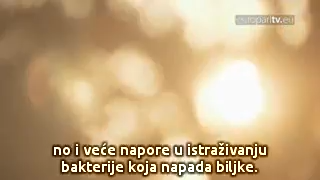 europarltv.eu
no i veće napore u istraživanju
bakterije koja napada biljke.